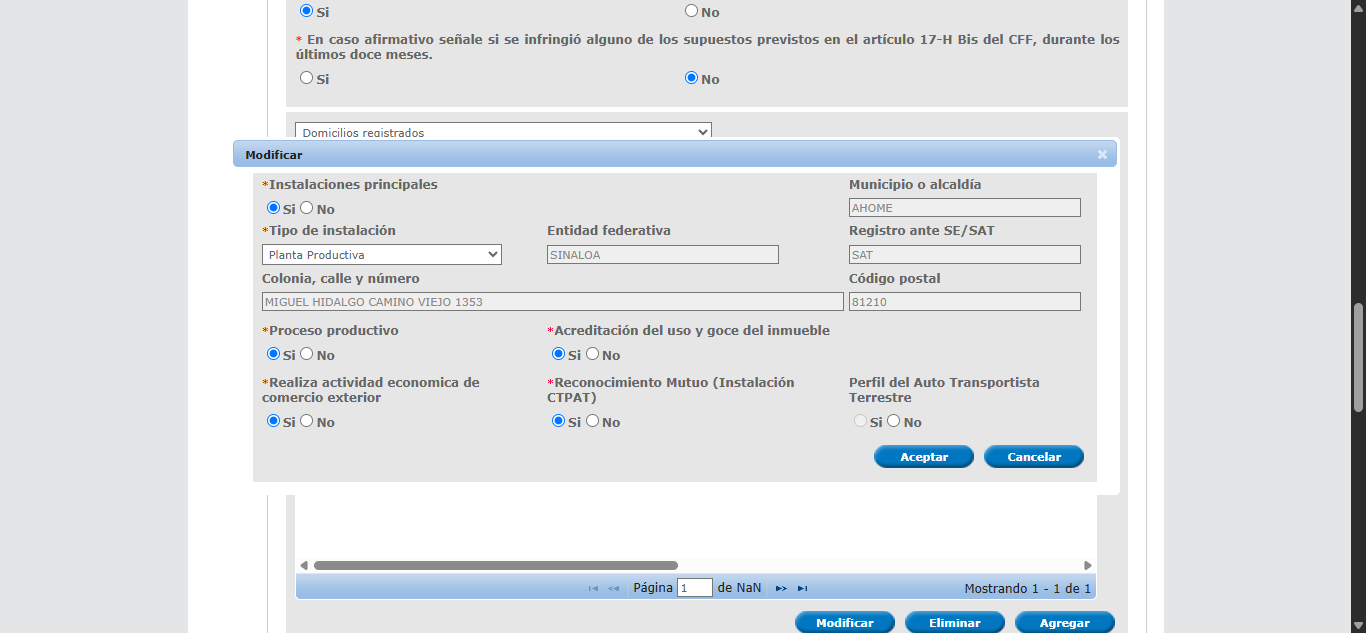 Si No
* En caso afirmativo señale si se infringió alguno de los supuestos previstos en el artículo 17-H Bis del CFF, durante los
últimos doce meses.
Si No
Domicilios registrados
Modificar
*Instalaciones principales Municipio o alcaldía
Si No AHOME
*Tipo de instalación Entidad federativa Registro ante SE/SAT
Planta Productiva SINALOA SAT
Colonia, calle y número Código postal
MIGUEL HIDALGO CAMINO VIEJO 1353 81210
*Proceso productivo *Acreditación del uso y goce del inmueble
Si No Si No
*Realiza actividad economica de *Reconocimiento Mutuo (Instalación Perfil del Auto Transportista
comercio exterior CTPAT) Terrestre
Si No Si No Si No
Aceptar Cancelar
Página 1 de NaN Mostrando 1 - 1 de 1
Modificar Eliminar Agregar